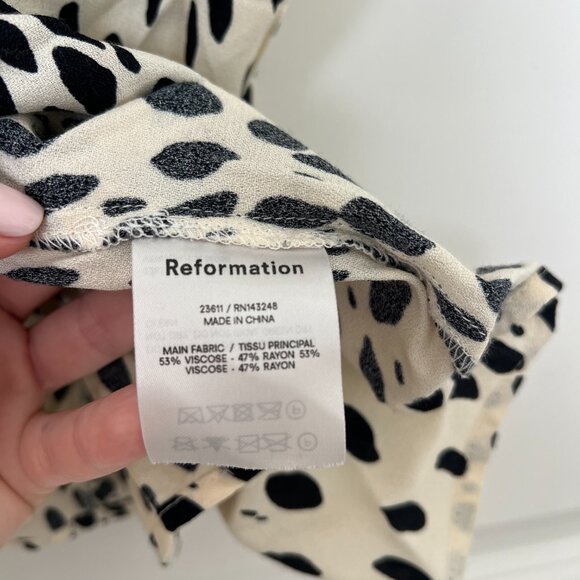 Reformation
23611 / RN143248
MADE IN CHINA
MAIN FABRIC / TISSU PRINCIPAL
53% VISCOSE - 47% RAYON 53%
VISCOSE - 47% RAYON